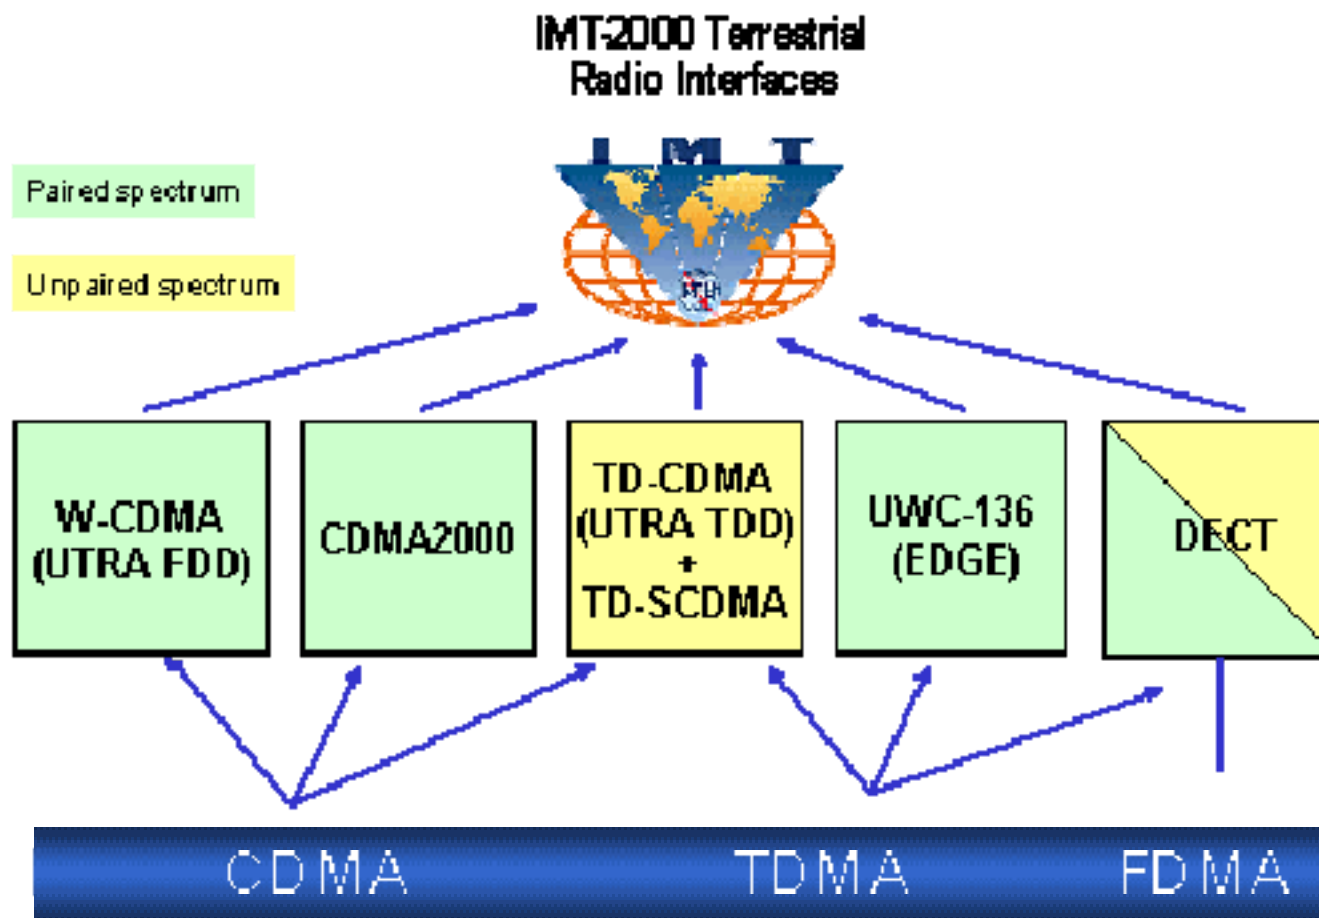 IMT-2000 Terrestrial
Radio Interfaces
I M T
Paired spectrum
Unpaired spectrum
W-CDMA
(UTRA FDD)
CDMA2000
TD-CDMA
(UTRA TDD)
+
TD-SCDMA
UWC-136
(EDGE)
DECT
CDMA
TDMA
FDMA